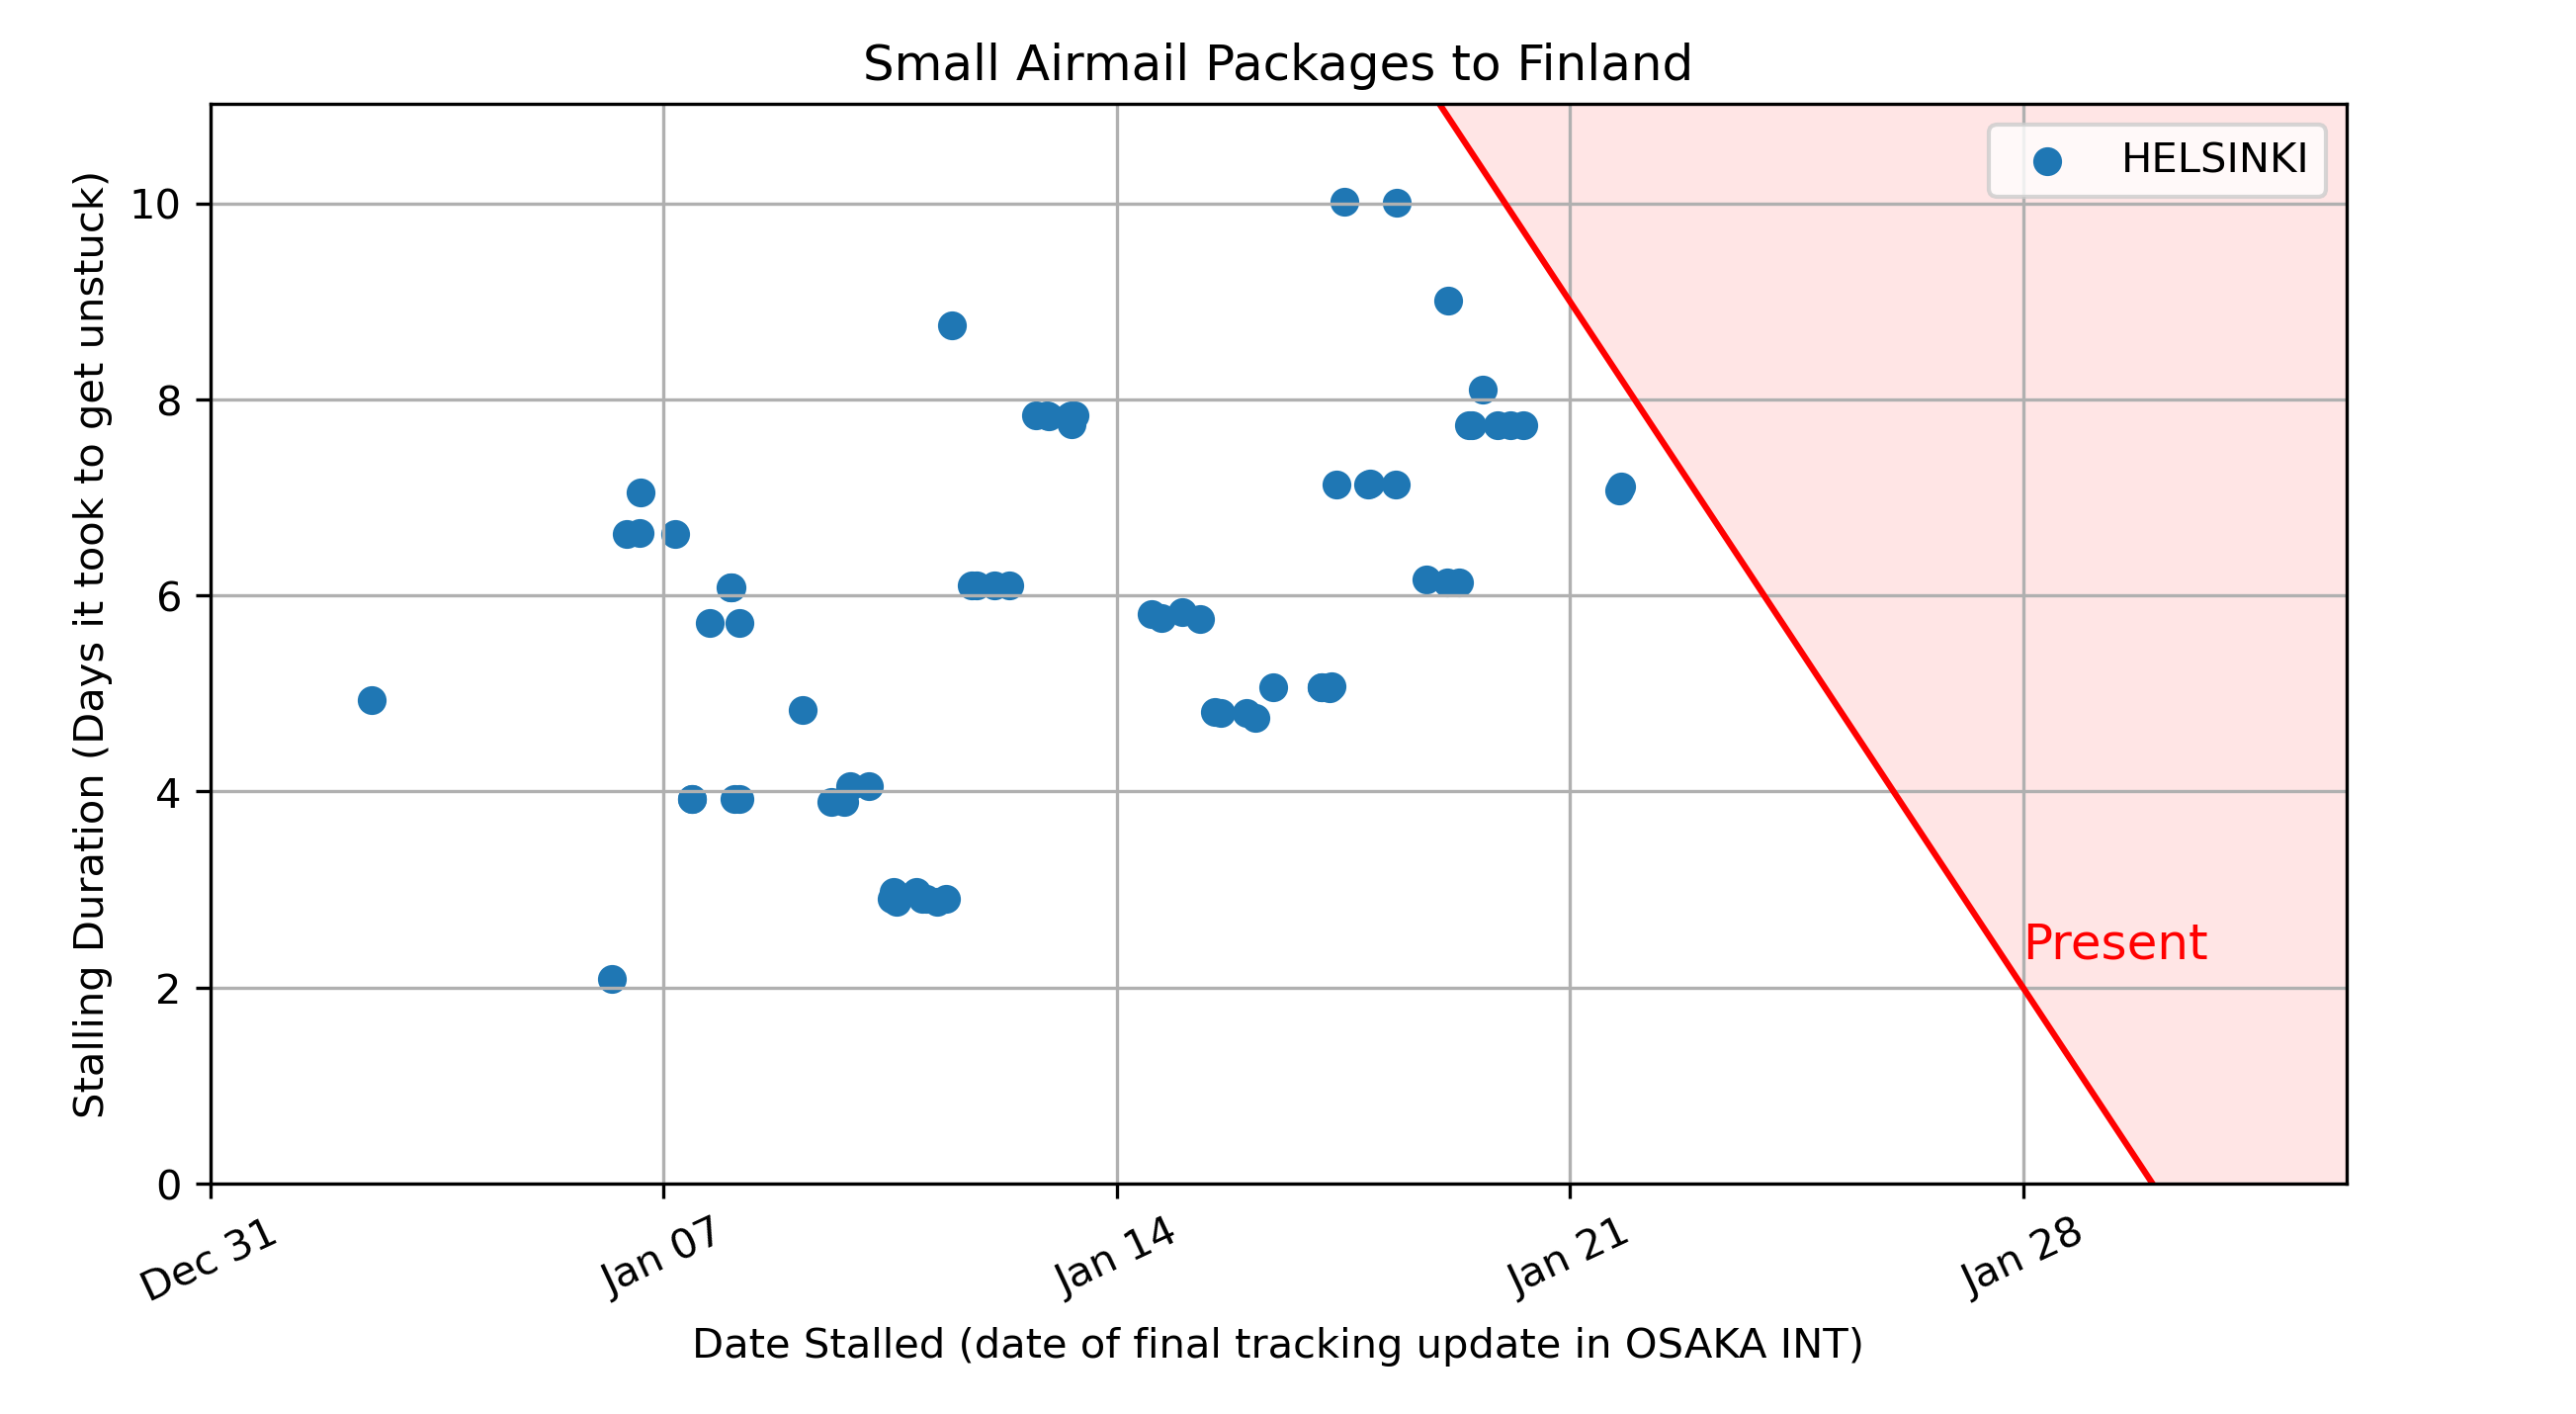 Small Airmail Packages to Finland
HELSINKI
Stalling Duration (Days it took to get unstuck)
10
8
6
4
2
0
Present
Dec 31
Jan 07
Jan 14
Jan 21
Jan 28
Date Stalled (date of final tracking update in OSAKA INT)